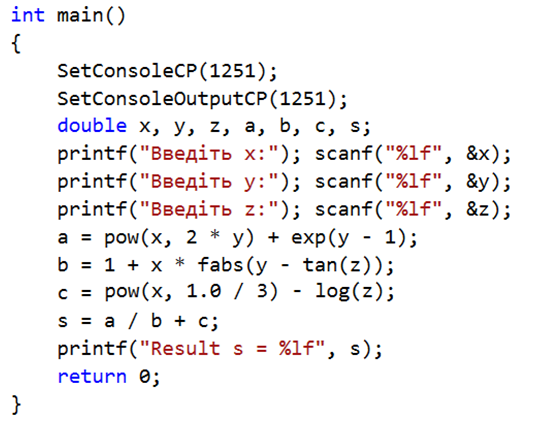 int main()
{
    SetConsoleCP(1251);
    SetConsoleOutputCP(1251);
    double x, y, z, a, b, c, s;
    printf("Введіть x:"); scanf("%lf", &x);
    printf("Введіть y:"); scanf("%lf", &y);
    printf("Введіть z:"); scanf("%lf", &z);
    a = pow(x, 2 * y) + exp(y - 1);
    b = 1 + x * fabs(y - tan(z));
    c = pow(x, 1.0 / 3) - log(z);
    s = a / b + c;
    printf("Result s = %lf", s);
    return 0;
}